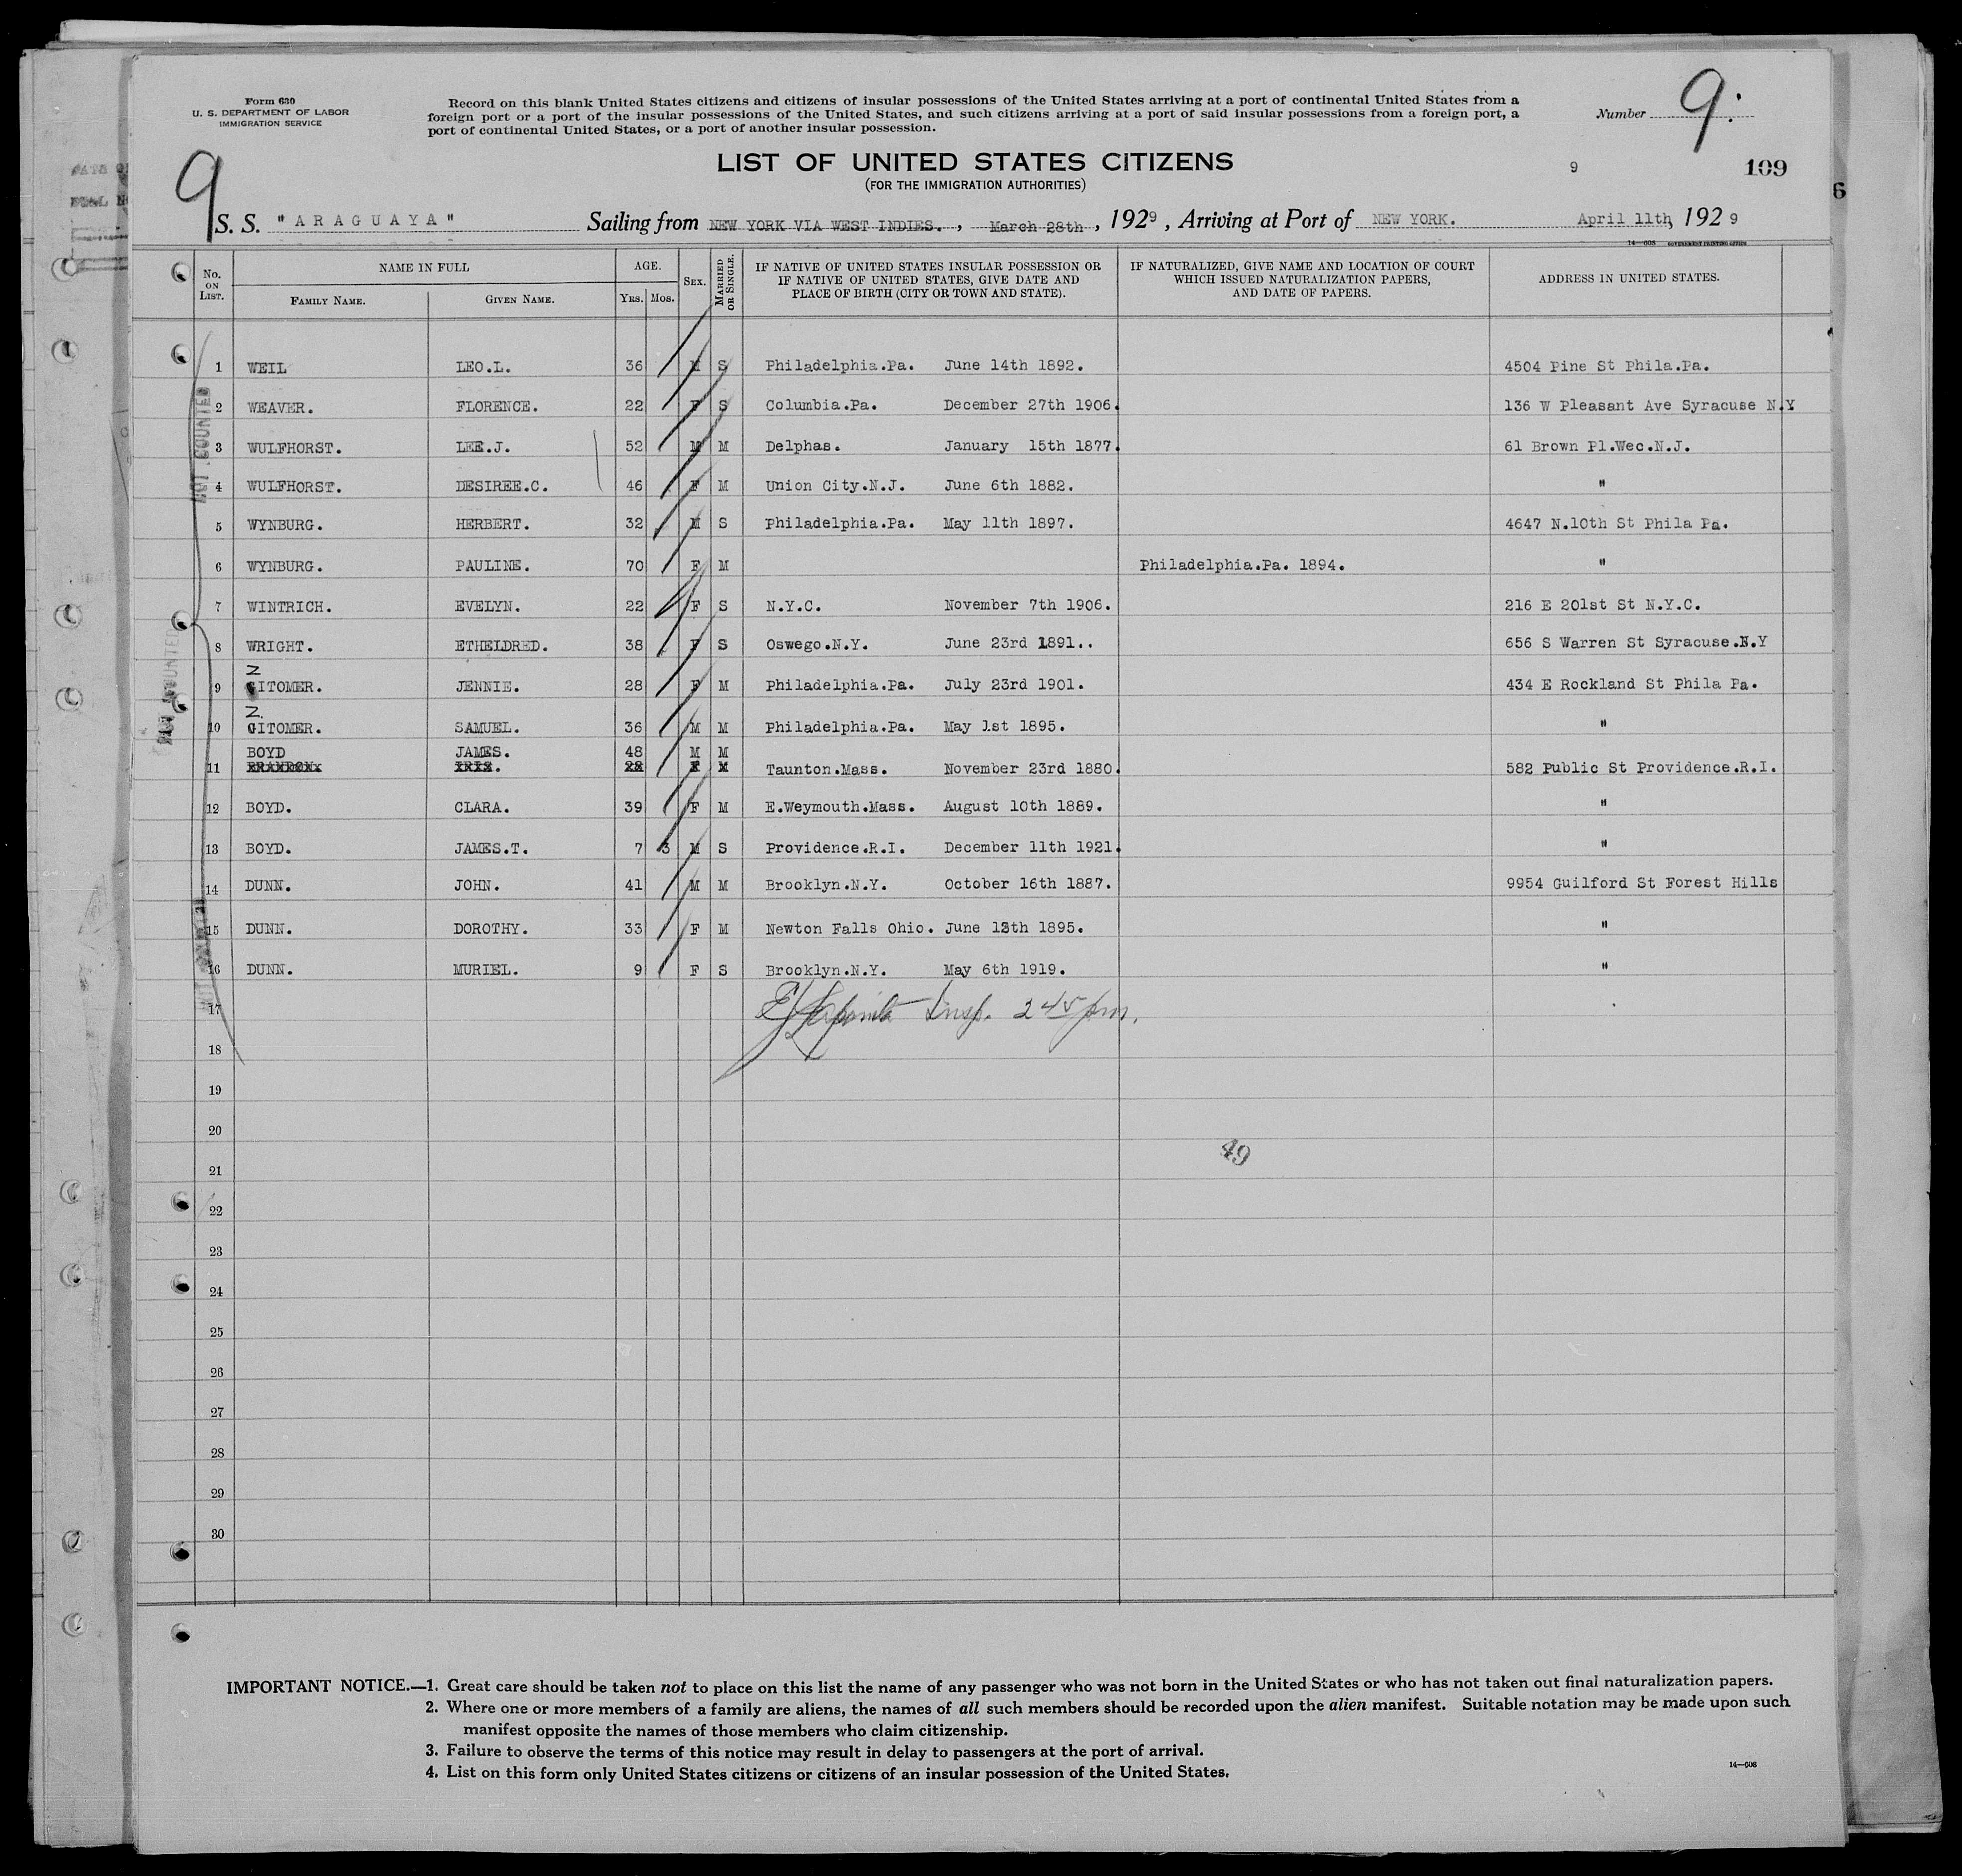 Form 630
U. S. DEPARTMENT OF LABOR
IMMIGRATION SERVICE
Record on this blank United States citizens and citizens of insular possessions of the United States arriving at a port of continental United States from a
foreign port or a port of the insular possessions of the United States, and such citizens arriving at a port of said insular possessions from a foreign port, a
port of continental United States, or a port of another insular possession.
Number 9.
9
LIST OF UNITED STATES CITIZENS
(FOR THE IMMIGRATION AUTHORITIES)
9 109
6
S. S. "ARAGUAYA" Sailing from NEW YORK VIA WEST INDIES. , March 28th , 1929 , Arriving at Port of NEW YORK. April 11th, 1929
14—608 GOVERNMENT PRINTING OFFICE
No. ON LIST. NAME IN FULL FAMILY NAME. GIVEN NAME. AGE. YRS. MOS. SEX. MARRIED OR SINGLE. IF NATIVE OF UNITED STATES INSULAR POSSESSION OR IF NATIVE OF UNITED STATES, GIVE DATE AND PLACE OF BIRTH (CITY OR TOWN AND STATE). IF NATURALIZED, GIVE NAME AND LOCATION OF COURT WHICH ISSUED NATURALIZATION PAPERS, AND DATE OF PAPERS. ADDRESS IN UNITED STATES.
1 WEIL LEO.L. 36 M S Philadelphia.Pa. June 14th 1892. 4504 Pine St Phila.Pa.
2 WEAVER. FLORENCE. 22 F S Columbia.Pa. December 27th 1906. 136 W Pleasant Ave Syracuse N.Y
3 WULFHORST. LEE.J. 52 M M Delphas. January 15th 1877. 61 Brown Pl.Wec.N.J.
4 WULFHORST. DESIREE.C. 46 F M Union City.N.J. June 6th 1882. "
5 WYNBURG. HERBERT. 32 M S Philadelphia.Pa. May 11th 1897. 4647 N.10th St Phila Pa.
6 WYNBURG. PAULINE. 70 F M Philadelphia.Pa. 1894. "
7 WINTRICH. EVELYN. 22 F S N.Y.C. November 7th 1906. 216 E 201st St N.Y.C.
8 WRIGHT. ETHELDRED. 38 F S Oswego.N.Y. June 23rd 1891.. 656 S Warren St Syracuse.N.Y
Z
9 GITOMER. JENNIE. 28 F M Philadelphia.Pa. July 23rd 1901. 434 E Rockland St Phila Pa.
Z.
10 GITOMER. SAMUEL. 36 M M Philadelphia.Pa. May 1st 1895. "
BOYD JAMES. 48 M M
11 BRANDON. IRIS. 28 F M Taunton.Mass. November 23rd 1880. 582 Public St Providence.R.I.
12 BOYD. CLARA. 39 F M E.Weymouth.Mass. August 10th 1889. "
13 BOYD. JAMES.T. 7 3 M S Providence.R.I. December 11th 1921. "
14 DUNN. JOHN. 41 M M Brooklyn.N.Y. October 16th 1887. 9954 Guilford St Forest Hills
15 DUNN. DOROTHY. 33 F M Newton Falls Ohio. June 13th 1895. "
16 DUNN. MURIEL. 9 F S Brooklyn.N.Y. May 6th 1919. "
17 Insp. 245 pm.
18
19
20
49
21
22
23
24
25
26
27
28
29
30
NOT COUNTED
IMPORTANT NOTICE.—1. Great care should be taken not to place on this list the name of any passenger who was not born in the United States or who has not taken out final naturalization papers.
2. Where one or more members of a family are aliens, the names of all such members should be recorded upon the alien manifest. Suitable notation may be made upon such
manifest opposite the names of those members who claim citizenship.
3. Failure to observe the terms of this notice may result in delay to passengers at the port of arrival.
4. List on this form only United States citizens or citizens of an insular possession of the United States.
14—608